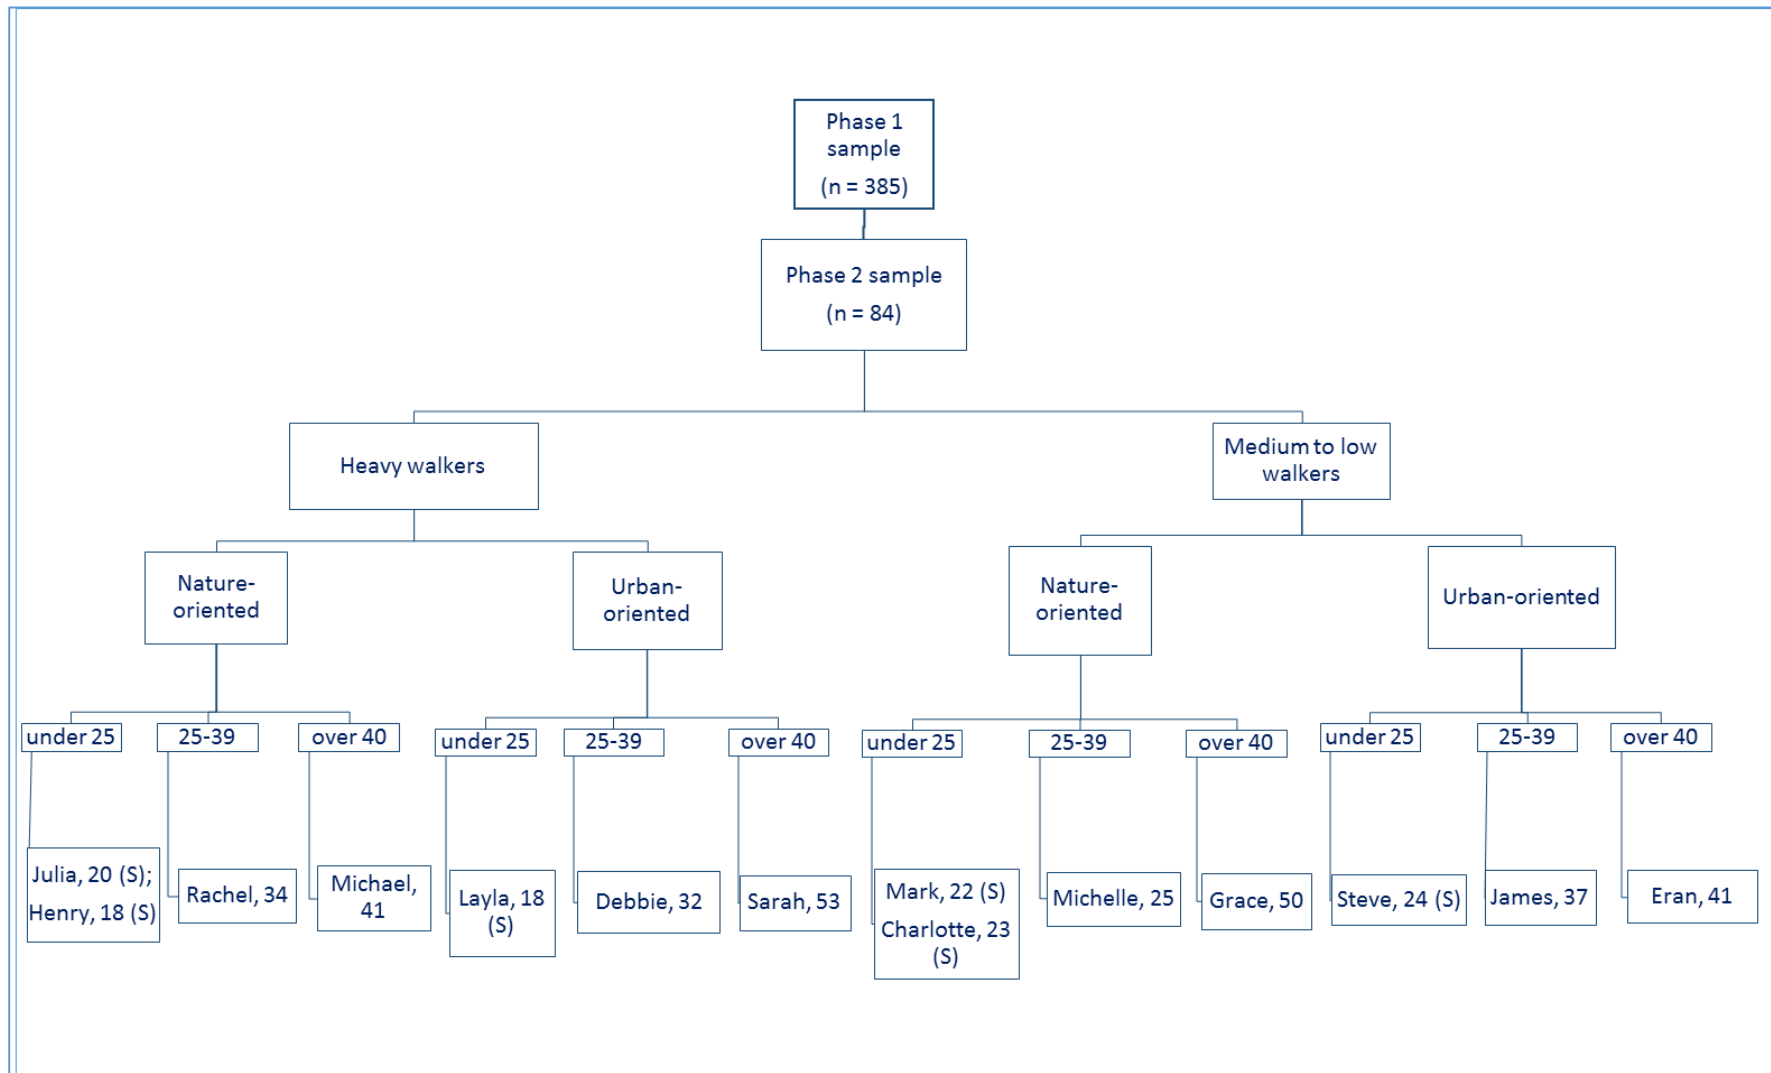 Phase 1
sample
(n = 385)
Phase 2 sample
(n = 84)
Heavy walkers
Medium to low
walkers
Nature-
oriented
Urban-
oriented
Nature-
oriented
Urban-oriented
under 25
25-39
over 40
under 25
25-39
over 40
under 25
25-39
over 40
under 25
25-39
over 40
Julia, 20 (S);
Henry, 18 (S)
Rachel, 34
Michael,
41
Layla, 18
(S)
Debbie, 32
Sarah, 53
Mark, 22 (S)
Charlotte, 23
(S)
Michelle, 25
Grace, 50
Steve, 24 (S)
James, 37
Eran, 41